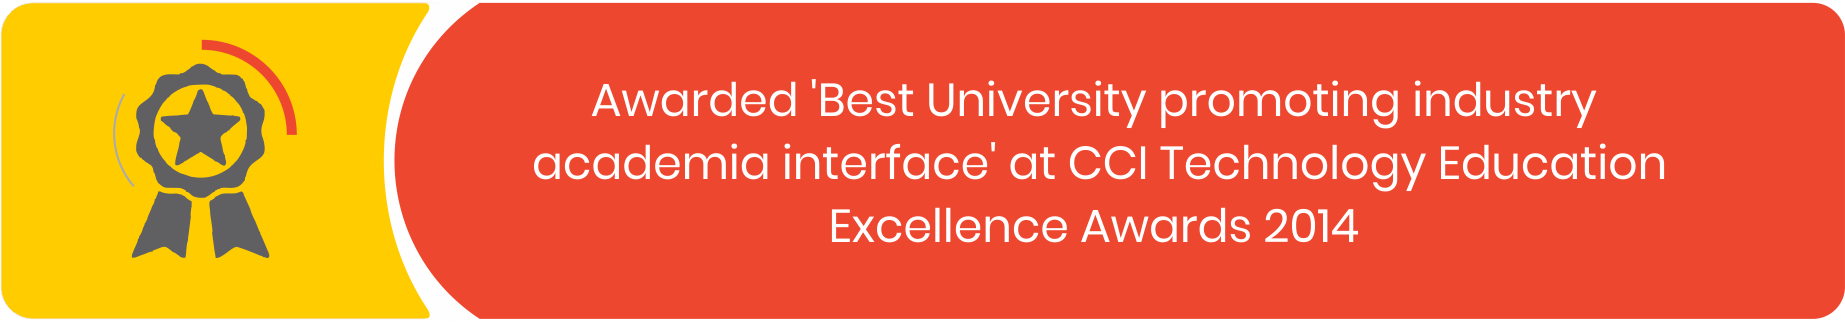 Awarded 'Best University promoting industry
academia interface' at CCI Technology Education
Excellence Awards 2014